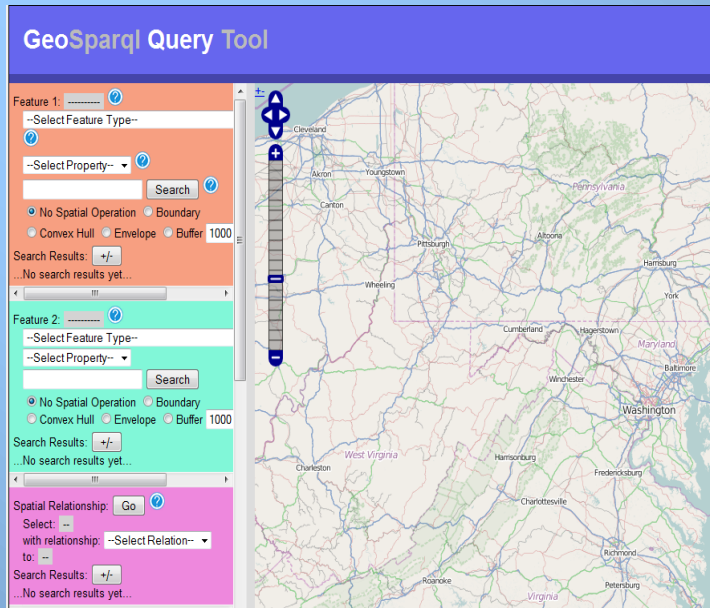 GeoSparql Query Tool
Feature 1: ---------- ?
--Select Feature Type--
?
--Select Property-- ?
Search ?
No Spatial Operation Boundary
Convex Hull Envelope Buffer 1000
Search Results: +/-
...No search results yet...
Feature 2: ---------- ?
--Select Feature Type--
--Select Property--
Search
No Spatial Operation Boundary
Convex Hull Envelope Buffer 1000
Search Results: +/-
...No search results yet...
Spatial Relationship: Go ?
Select: --
with relationship: --Select Relation--
to: --
Search Results: +/-
...No search results yet...
+-
Cleveland
Akron
Youngstown
Canton
Pennsylvania
Pittsburgh
Altoona
Harrisburg
Wheeling
York
Cumberland
Hagerstown
Maryland
Baltimore
Winchester
Washington
West Virginia
Harrisonburg
Charleston
Fredericksburg
Charlottesville
Richmond
Roanoke
Petersburg
Virginia